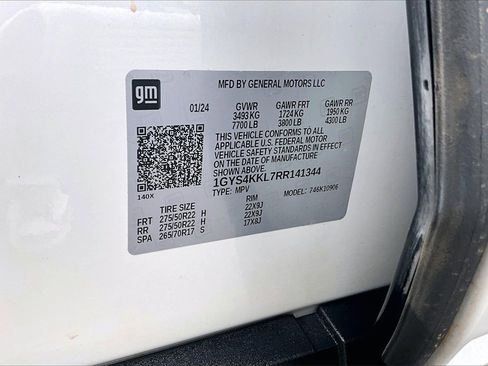 gm
MFD BY GENERAL MOTORS LLC
01/24 GVWR GAWR FRT GAWR RR
3493 KG 1724 KG 1950 KG
7700 LB 3800 LB 4300 LB
THIS VEHICLE CONFORMS TO ALL
APPLICABLE U.S. FEDERAL MOTOR
VEHICLE SAFETY STANDARDS IN EFFECT
ON THE DATE OF MANUFACTURE
1GYS4KKL7RR141344
140X TYPE: MPV MODEL: 746K10906
TIRE SIZE RIM
FRT 275/50R22 H 22X9J
RR 275/50R22 H 22X9J
SPA 265/70R17 S 17X8J